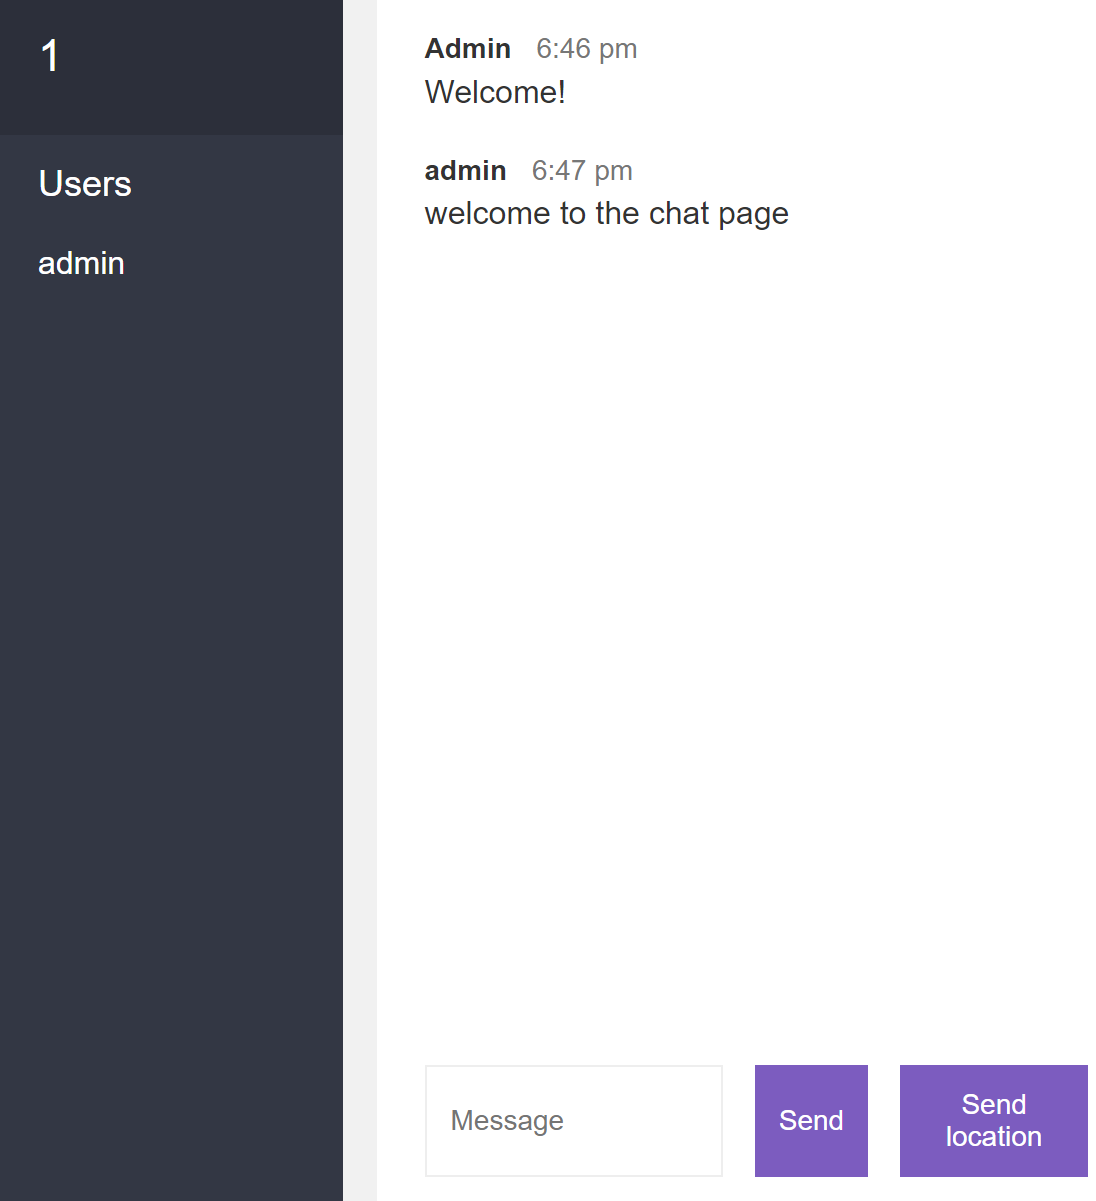 1
Users
admin
Admin 6:46 pm
Welcome!
admin 6:47 pm
welcome to the chat page
Message
Send
Send
location